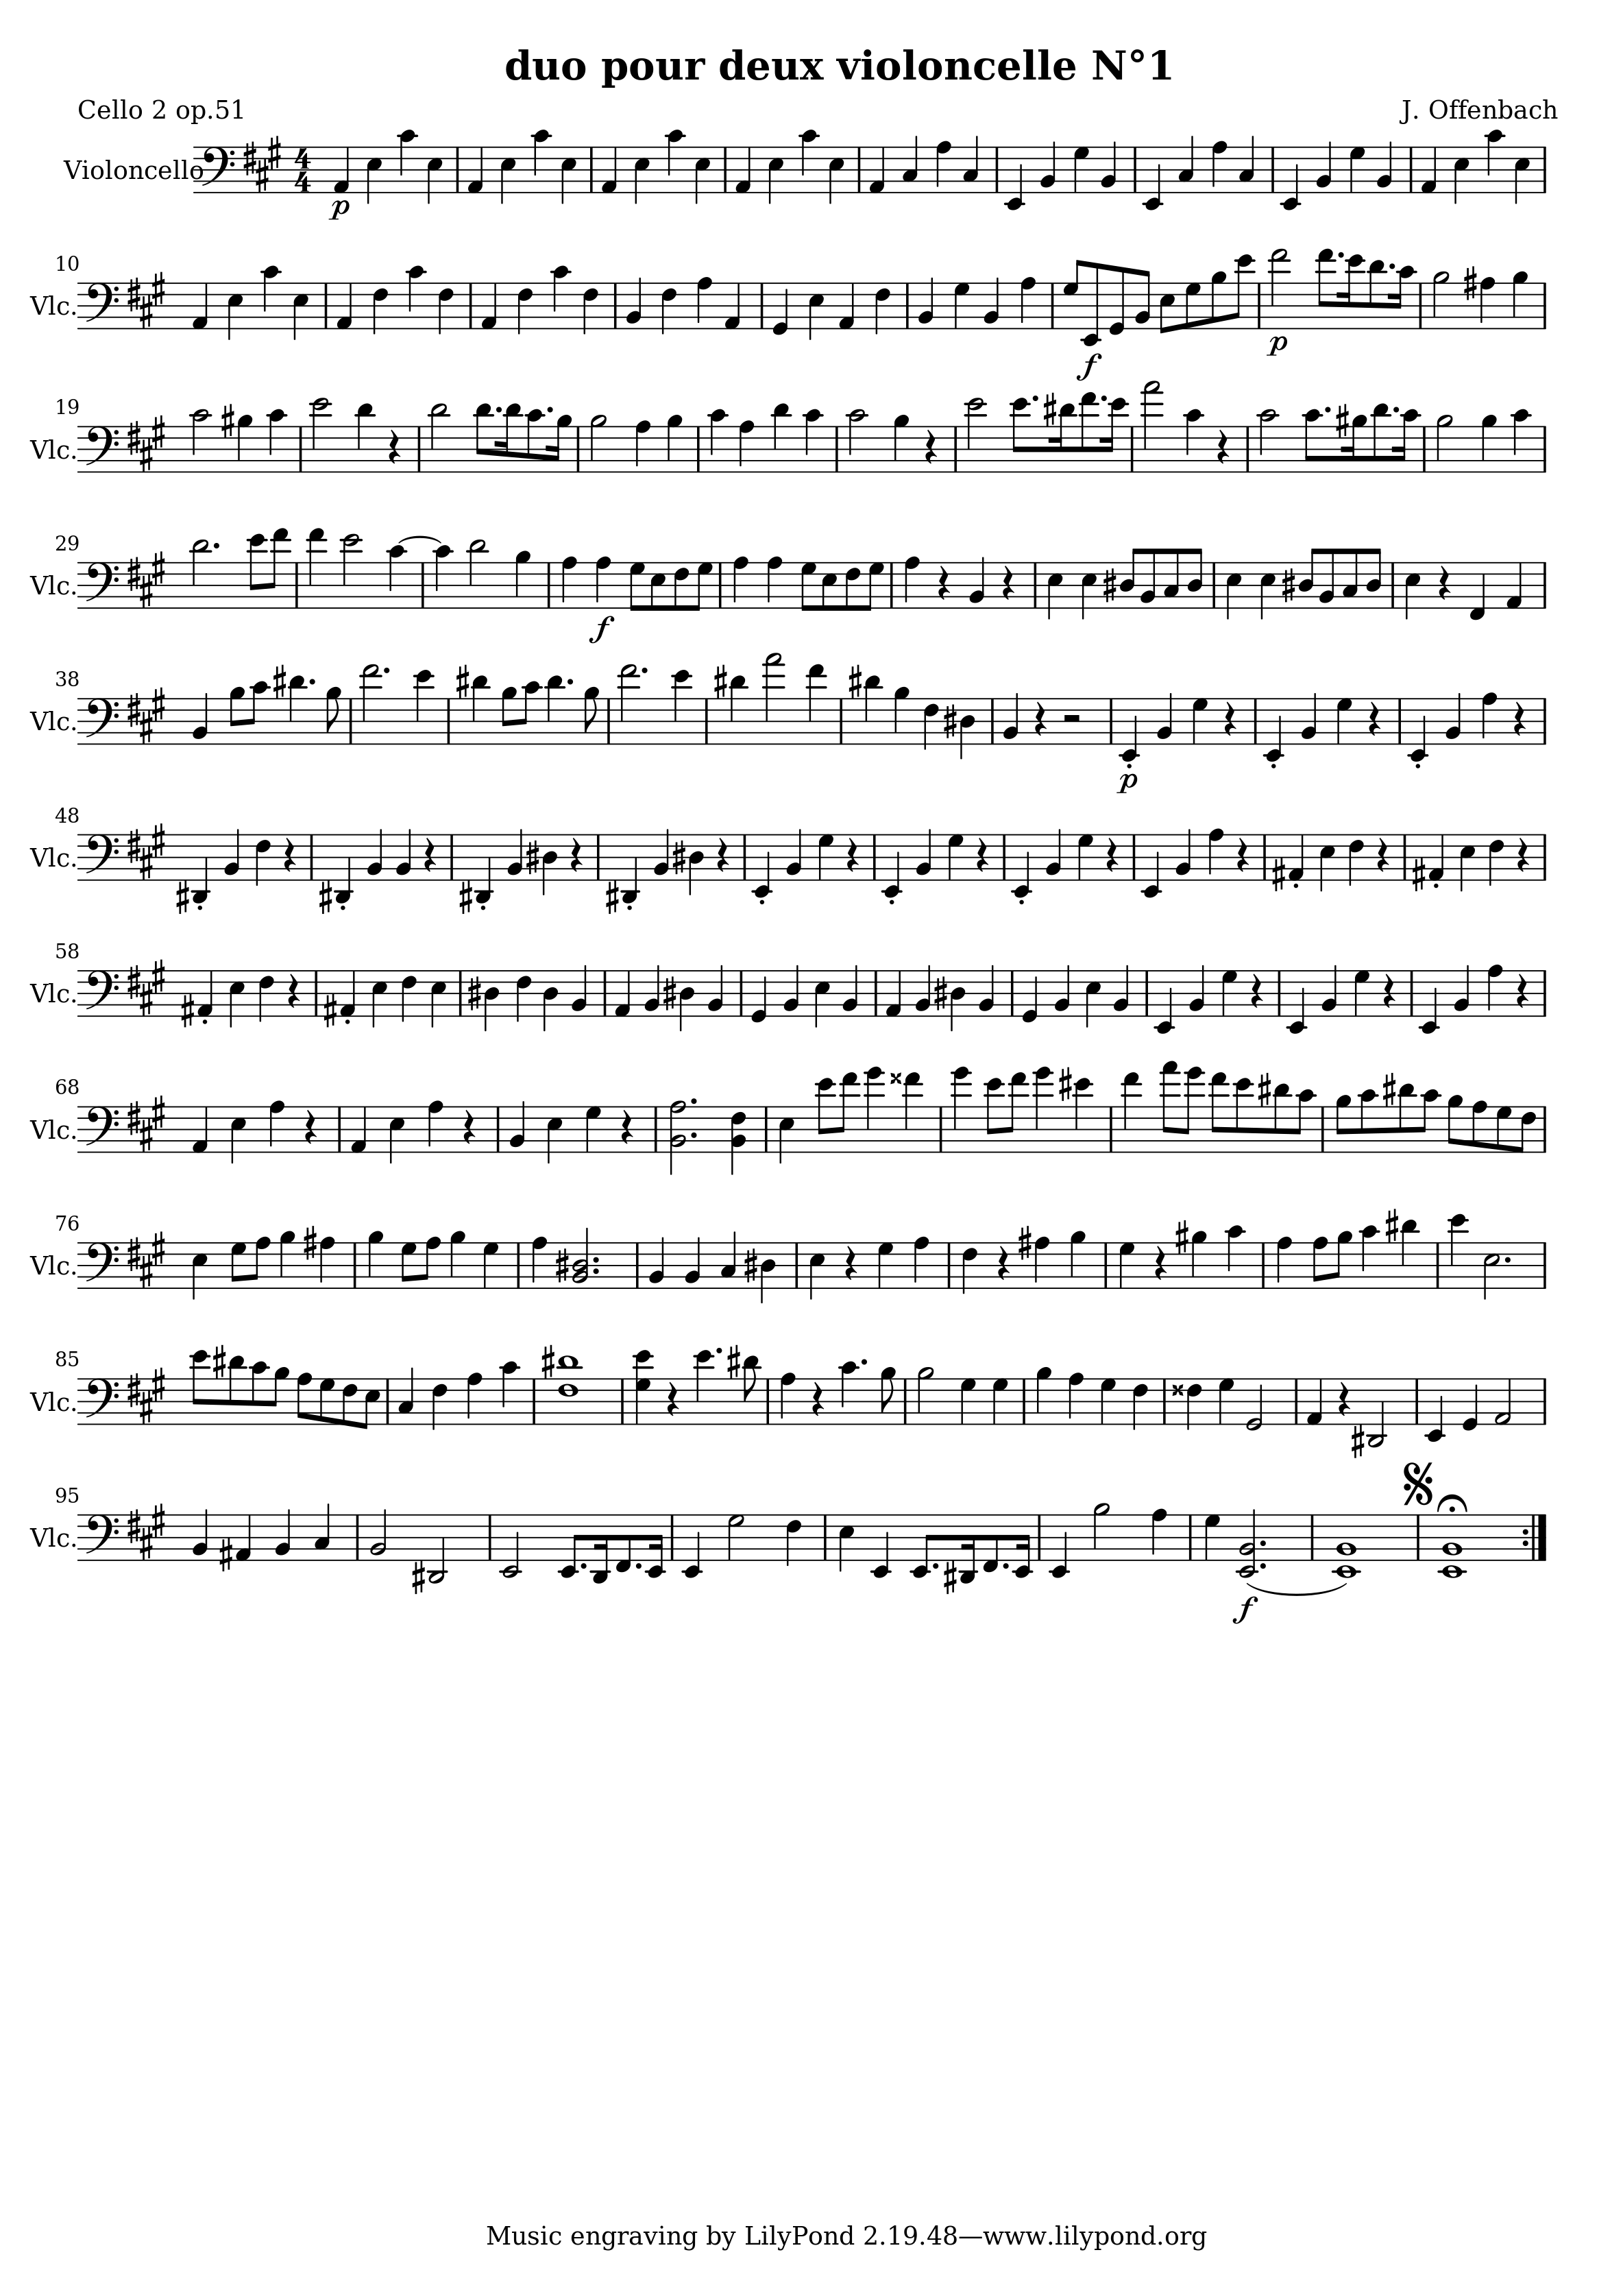 duo pour deux violoncelle N°1
Cello 2 op.51
J. Offenbach
Violoncello
4
4
p
10
Vlc.
f
p
19
Vlc.
29
Vlc.
f
38
Vlc.
p
48
Vlc.
58
Vlc.
68
Vlc.
76
Vlc.
85
Vlc.
95
Vlc.
f
Music engraving by LilyPond 2.19.48—www.lilypond.org